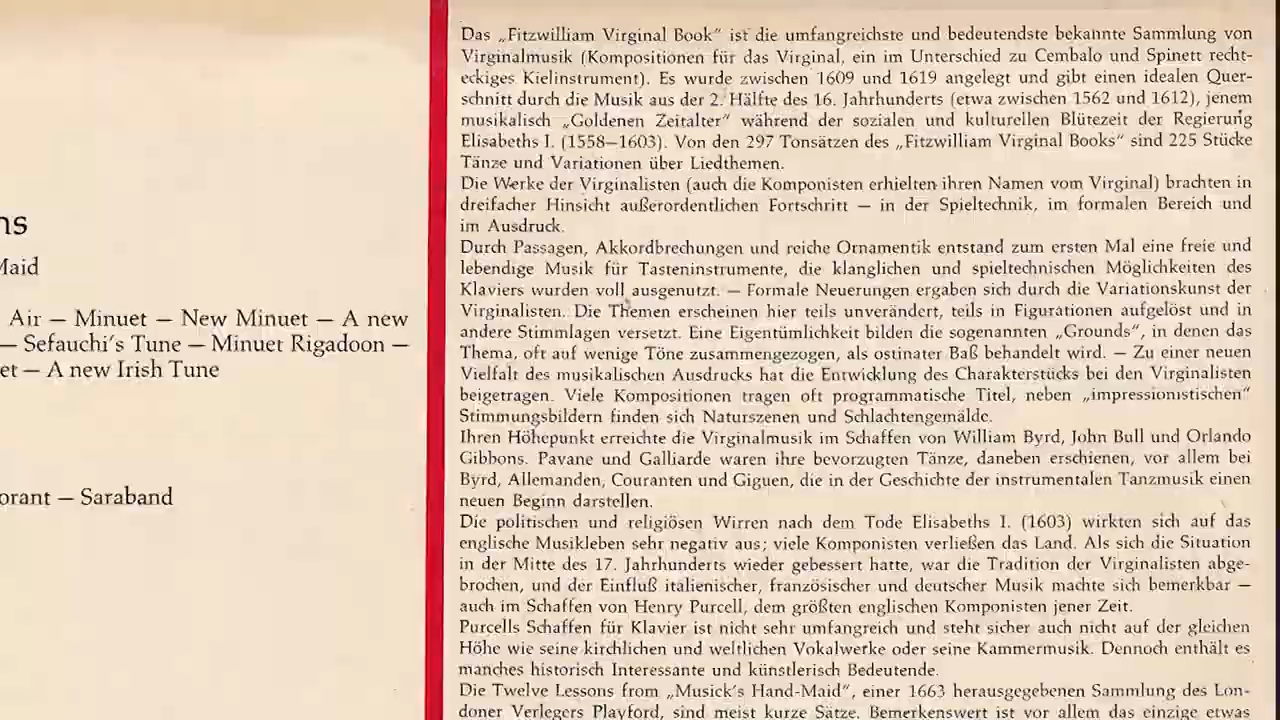 ns
Maid
Air — Minuet — New Minuet — A new
— Sefauchi's Tune — Minuet Rigadoon —
et — A new Irish Tune
orant — Saraband
Das „Fitzwilliam Virginal Book" ist die umfangreichste und bedeutendste bekannte Sammlung von
Virginalmusik (Kompositionen für das Virginal, ein im Unterschied zu Cembalo und Spinett recht-
eckiges Kielinstrument). Es wurde zwischen 1609 und 1619 angelegt und gibt einen idealen Quer-
schnitt durch die Musik aus der 2. Hälfte des 16. Jahrhunderts (etwa zwischen 1562 und 1612), jenem
musikalisch „Goldenen Zeitalter" während der sozialen und kulturellen Blütezeit der Regierung
Elisabeths I. (1558—1603). Von den 297 Tonsätzen des „Fitzwilliam Virginal Books" sind 225 Stücke
Tänze und Variationen über Liedthemen.
Die Werke der Virginalisten (auch die Komponisten erhielten ihren Namen vom Virginal) brachten in
dreifacher Hinsicht außerordentlichen Fortschritt — in der Spieltechnik, im formalen Bereich und
im Ausdruck.
Durch Passagen, Akkordbrechungen und reiche Ornamentik entstand zum ersten Mal eine freie und
lebendige Musik für Tasteninstrumente, die klanglichen und spieltechnischen Möglichkeiten des
Klaviers wurden voll ausgenutzt. — Formale Neuerungen ergaben sich durch die Variationskunst der
Virginalisten. Die Themen erscheinen hier teils unverändert, teils in Figurationen aufgelöst und in
andere Stimmlagen versetzt. Eine Eigentümlichkeit bilden die sogenannten „Grounds", in denen das
Thema, oft auf wenige Töne zusammengezogen, als ostinater Baß behandelt wird. — Zu einer neuen
Vielfalt des musikalischen Ausdrucks hat die Entwicklung des Charakterstücks bei den Virginalisten
beigetragen. Viele Kompositionen tragen oft programmatische Titel, neben „impressionistischen"
Stimmungsbildern finden sich Naturszenen und Schlachtengemälde.
Ihren Höhepunkt erreichte die Virginalmusik im Schaffen von William Byrd, John Bull und Orlando
Gibbons. Pavane und Galliarde waren ihre bevorzugten Tänze, daneben erschienen, vor allem bei
Byrd, Allemanden, Couranten und Giguen, die in der Geschichte der instrumentalen Tanzmusik einen
neuen Beginn darstellen.
Die politischen und religiösen Wirren nach dem Tode Elisabeths I. (1603) wirkten sich auf das
englische Musikleben sehr negativ aus; viele Komponisten verließen das Land. Als sich die Situation
in der Mitte des 17. Jahrhunderts wieder gebessert hatte, war die Tradition der Virginalisten abge-
brochen, und der Einfluß italienischer, französischer und deutscher Musik machte sich bemerkbar —
auch im Schaffen von Henry Purcell, dem größten englischen Komponisten jener Zeit.
Purcells Schaffen für Klavier ist nicht sehr umfangreich und steht sicher auch nicht auf der gleichen
Höhe wie seine kirchlichen und weltlichen Vokalwerke oder seine Kammermusik. Dennoch enthält es
manches historisch Interessante und künstlerisch Bedeutende.
Die Twelve Lessons from „Musick's Hand-Maid", einer 1663 herausgegebenen Sammlung des Lon-
doner Verlegers Playford, sind meist kurze Sätze. Bemerkenswert ist vor allem das einzige etwas